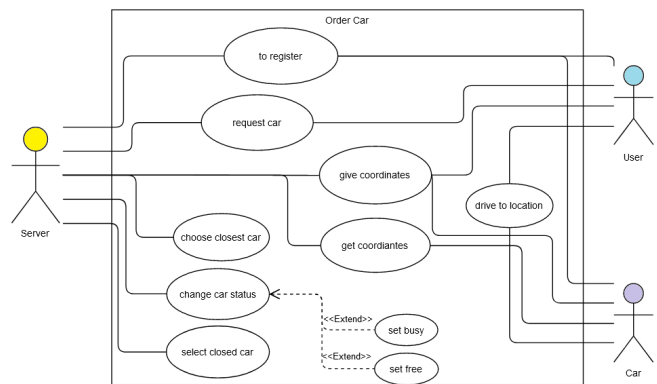 Order Car
to register
request car
User
give coordinates
drive to location
Server
choose closest car
get coordiantes
change car status
<<Extend>>
set busy
select closed car
<<Extend>>
set free
Car